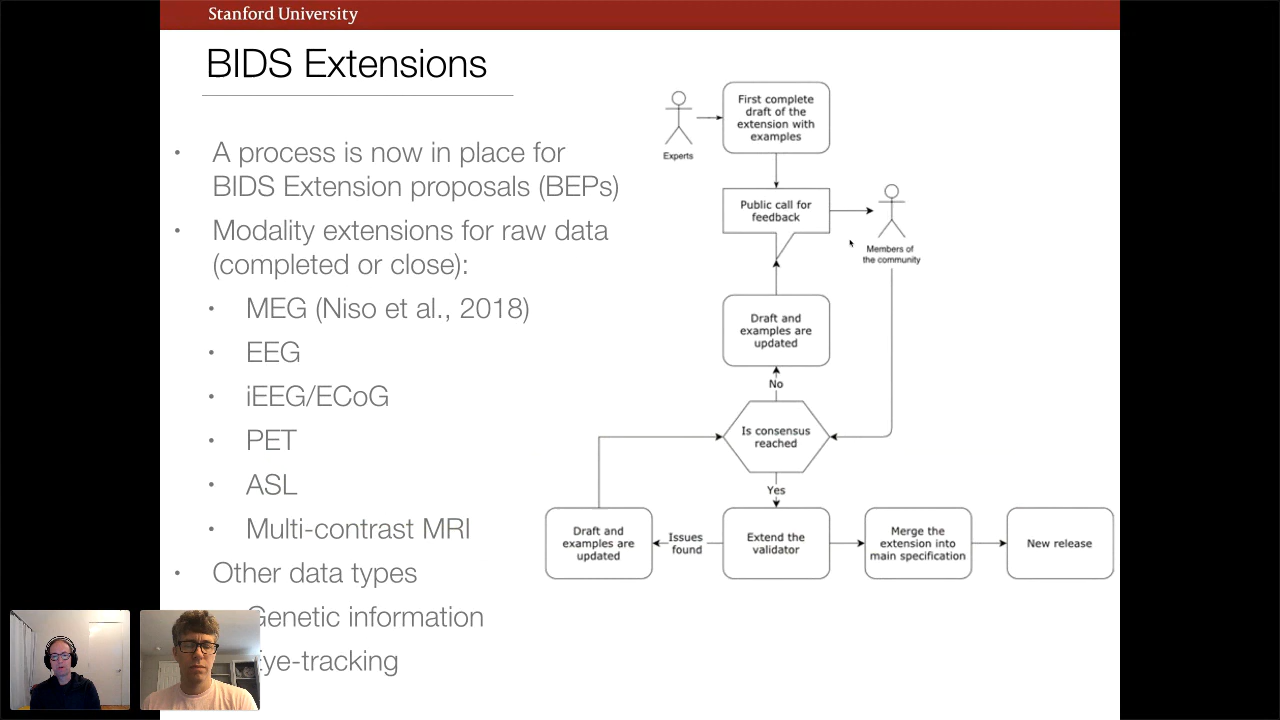 Stanford University
BIDS Extensions
• A process is now in place for
BIDS Extension proposals (BEPs)
• Modality extensions for raw data
(completed or close):
• MEG (Niso et al., 2018)
• EEG
• iEEG/ECoG
• PET
• ASL
• Multi-contrast MRI
• Other data types
Genetic information
Eye-tracking
Experts
First complete
draft of the
extension with
examples
Public call for
feedback
Members of
the community
Draft and
examples are
updated
No
Is consensus
reached
Yes
Draft and
examples are
updated
Issues
found
Extend the
validator
Merge the
extension into
main specification
New release